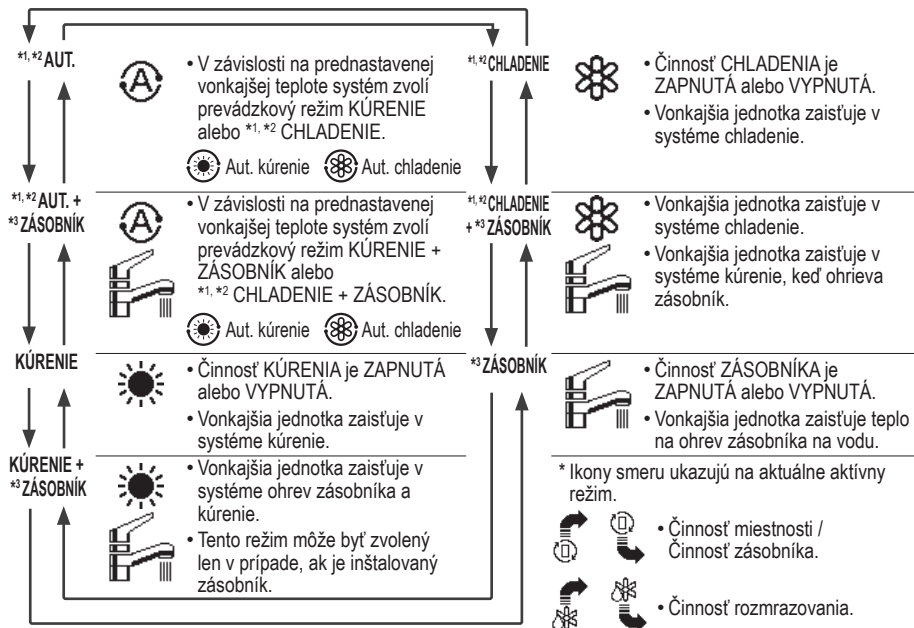 *1, *2 AUT.
• V závislosti na prednastavenej
vonkajšej teplote systém zvolí
prevádzkový režim KÚRENIE
alebo *1, *2 CHLADENIE.
Aut. kúrenie Aut. chladenie
*1, *2 AUT. +
*3 ZÁSOBNÍK
• V závislosti na prednastavenej
vonkajšej teplote systém zvolí
prevádzkový režim KÚRENIE +
ZÁSOBNÍK alebo
*1, *2 CHLADENIE + ZÁSOBNÍK.
Aut. kúrenie Aut. chladenie
KÚRENIE
• Činnosť KÚRENIA je ZAPNUTÁ
alebo VYPNUTÁ.
• Vonkajšia jednotka zaisťuje v
systéme kúrenie.
KÚRENIE +
*3 ZÁSOBNÍK
• Vonkajšia jednotka zaisťuje v
systéme ohrev zásobníka a
kúrenie.
• Tento režim môže byť zvolený
len v prípade, ak je inštalovaný
zásobník.
*1, *2 CHLADENIE
• Činnosť CHLADENIA je
ZAPNUTÁ alebo VYPNUTÁ.
• Vonkajšia jednotka zaisťuje v
systéme chladenie.
*1, *2 CHLADENIE
+ *3 ZÁSOBNÍK
• Vonkajšia jednotka zaisťuje v
systéme chladenie.
• Vonkajšia jednotka zaisťuje v
systéme kúrenie, keď ohrieva
zásobník.
*3 ZÁSOBNÍK
• Činnosť ZÁSOBNÍKA je
ZAPNUTÁ alebo VYPNUTÁ.
• Vonkajšia jednotka zaisťuje teplo
na ohrev zásobníka na vodu.
* Ikony smeru ukazujú na aktuálne aktívny
režim.
• Činnosť miestnosti /
Činnosť zásobníka.
• Činnosť rozmrazovania.